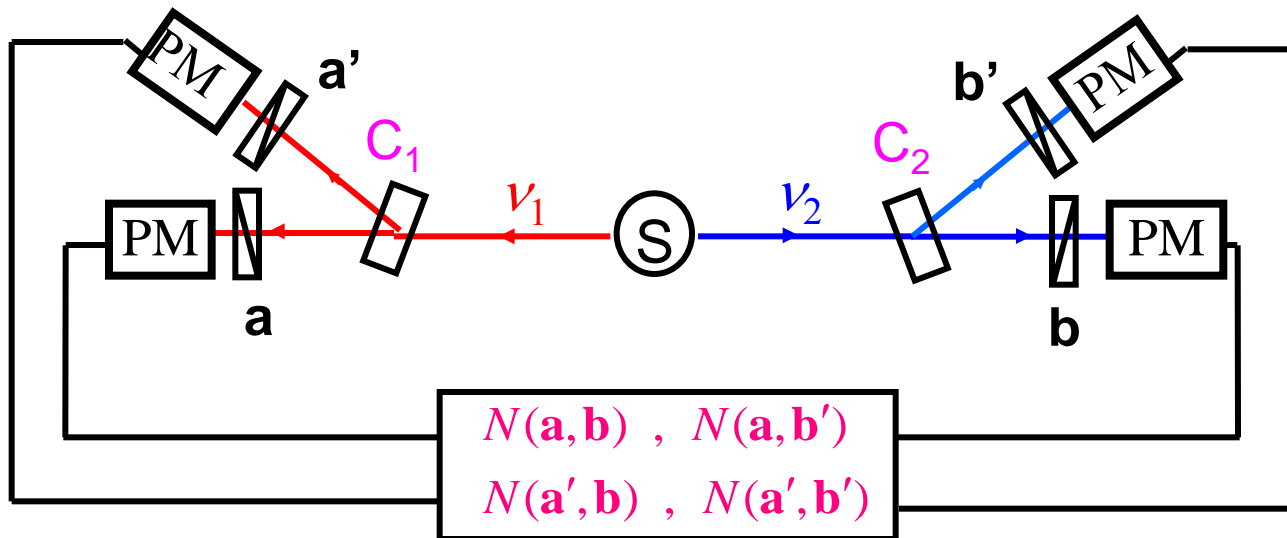 PM a’ b’ PM
C₁ C₂
ν₁ ν₂
PM S PM
a b
N(a,b) , N(a,b′)
N(a′,b) , N(a′,b′)